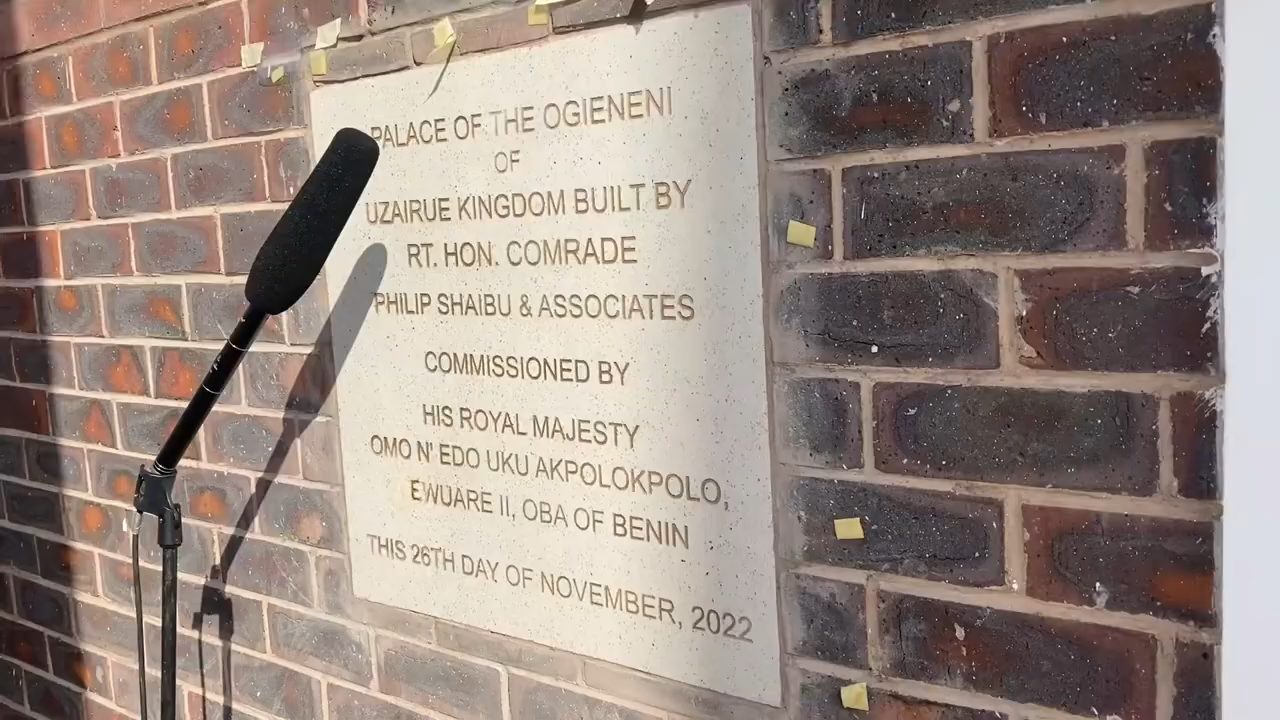 PALACE OF THE OGIENENI
OF
UZAIRUE KINGDOM BUILT BY
RT. HON. COMRADE
PHILIP SHAIBU & ASSOCIATES
COMMISSIONED BY
HIS ROYAL MAJESTY
OMO N' EDO UKU AKPOLOKPOLO,
EWUARE II, OBA OF BENIN
THIS 26TH DAY OF NOVEMBER, 2022